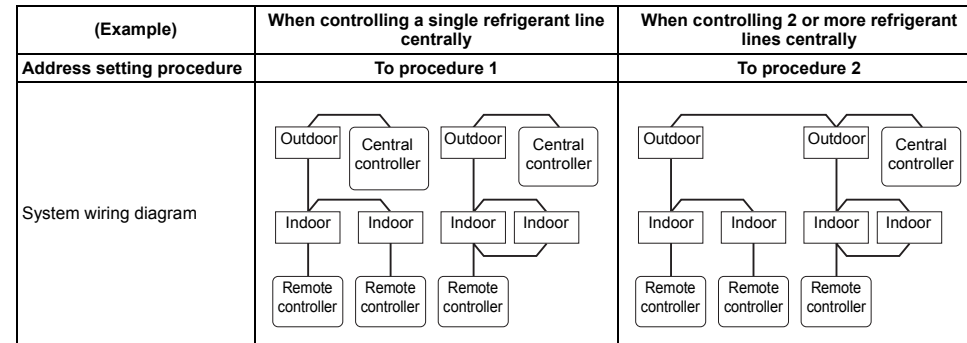 (Example)
When controlling a single refrigerant line
centrally
When controlling 2 or more refrigerant
lines centrally
Address setting procedure
To procedure 1
To procedure 2
System wiring diagram
Outdoor
Central
controller
Outdoor
Central
controller
Indoor
Indoor
Indoor
Indoor
Remote
controller
Remote
controller
Remote
controller
Outdoor
Outdoor
Central
controller
Indoor
Indoor
Indoor
Indoor
Remote
controller
Remote
controller
Remote
controller